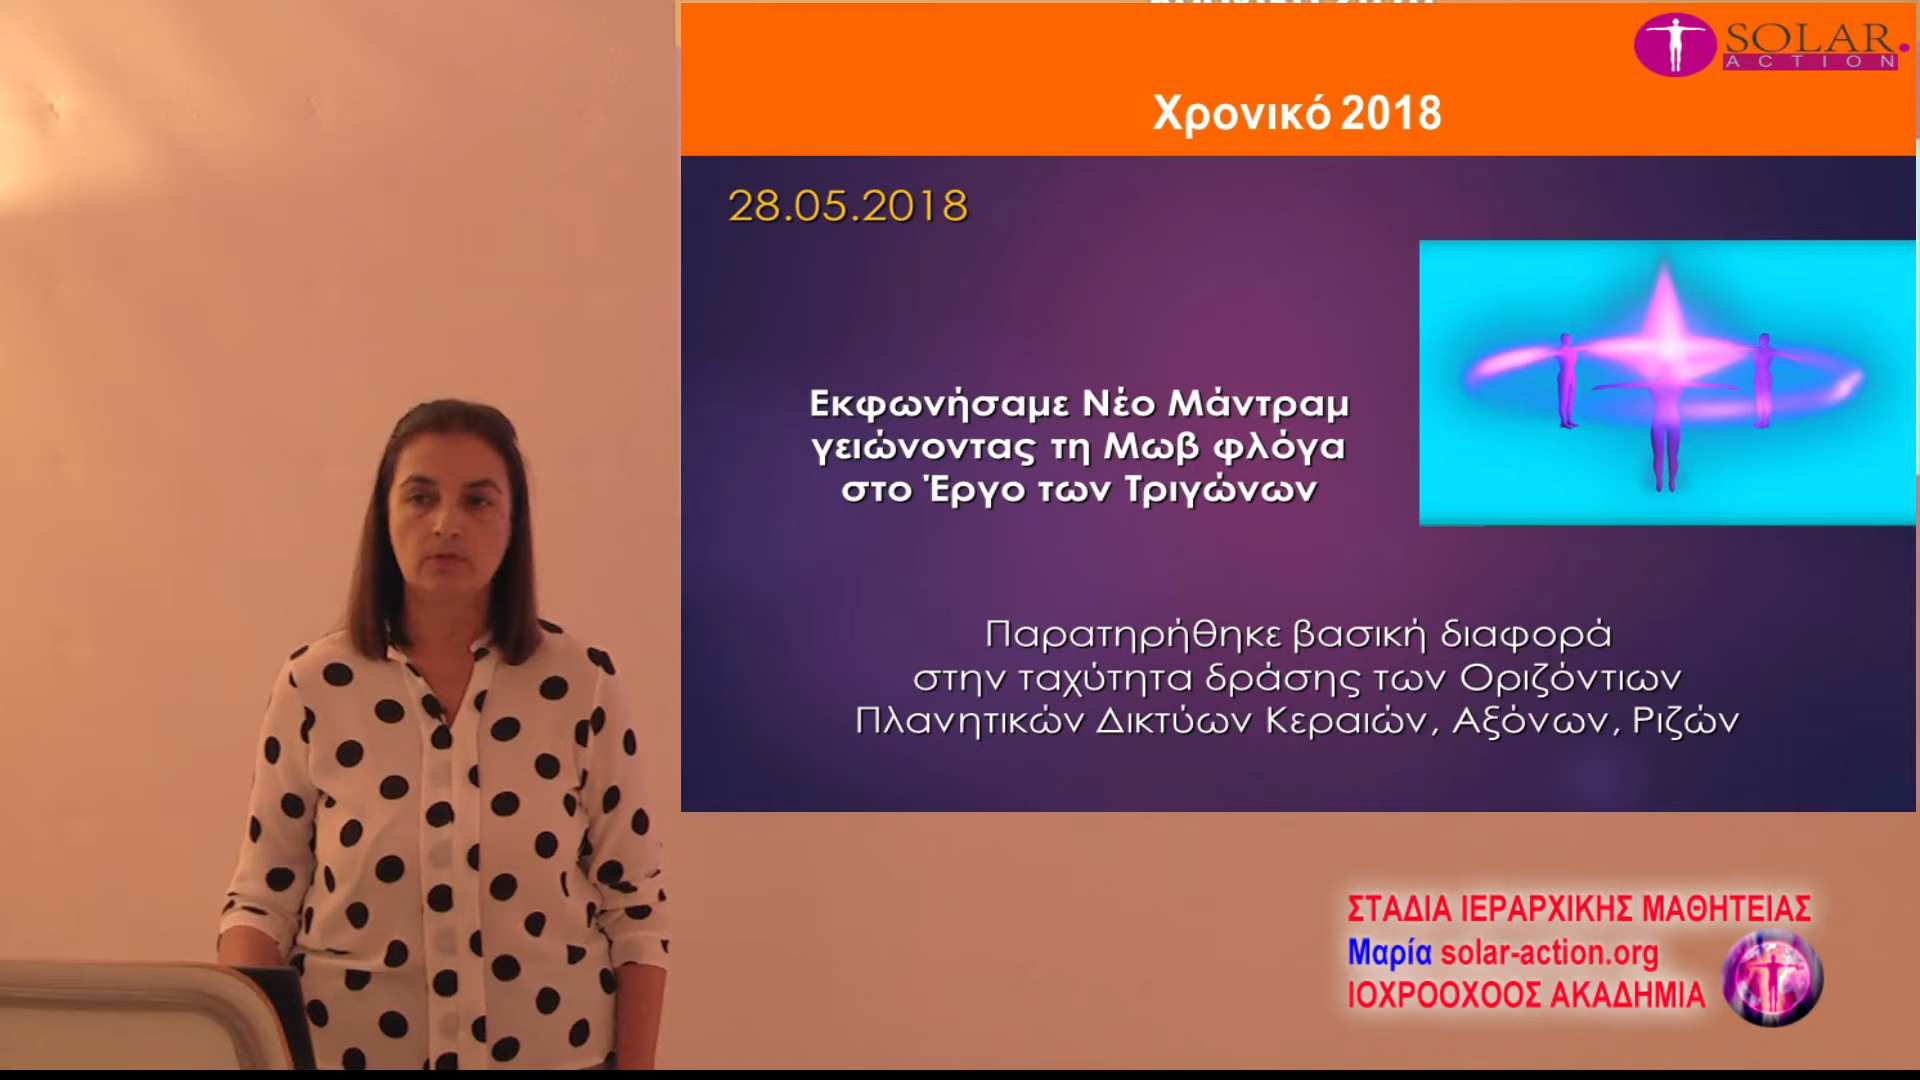 SOLAR.
ACTION
Χρονικό 2018
28.05.2018
Εκφωνήσαμε Νέο Μάντραμ
γειώνοντας τη Μωβ φλόγα
στο Έργο των Τριγώνων
Παρατηρήθηκε βασική διαφορά
στην ταχύτητα δράσης των Οριζόντιων
Πλανητικών Δικτύων Κεραιών, Αξόνων, Ριζών
ΣΤΑΔΙΑ ΙΕΡΑΡΧΙΚΗΣ ΜΑΘΗΤΕΙΑΣ
Μαρία solar-action.org
ΙΟΧΡΟΟΧΟΟΣ ΑΚΑΔΗΜΙΑ